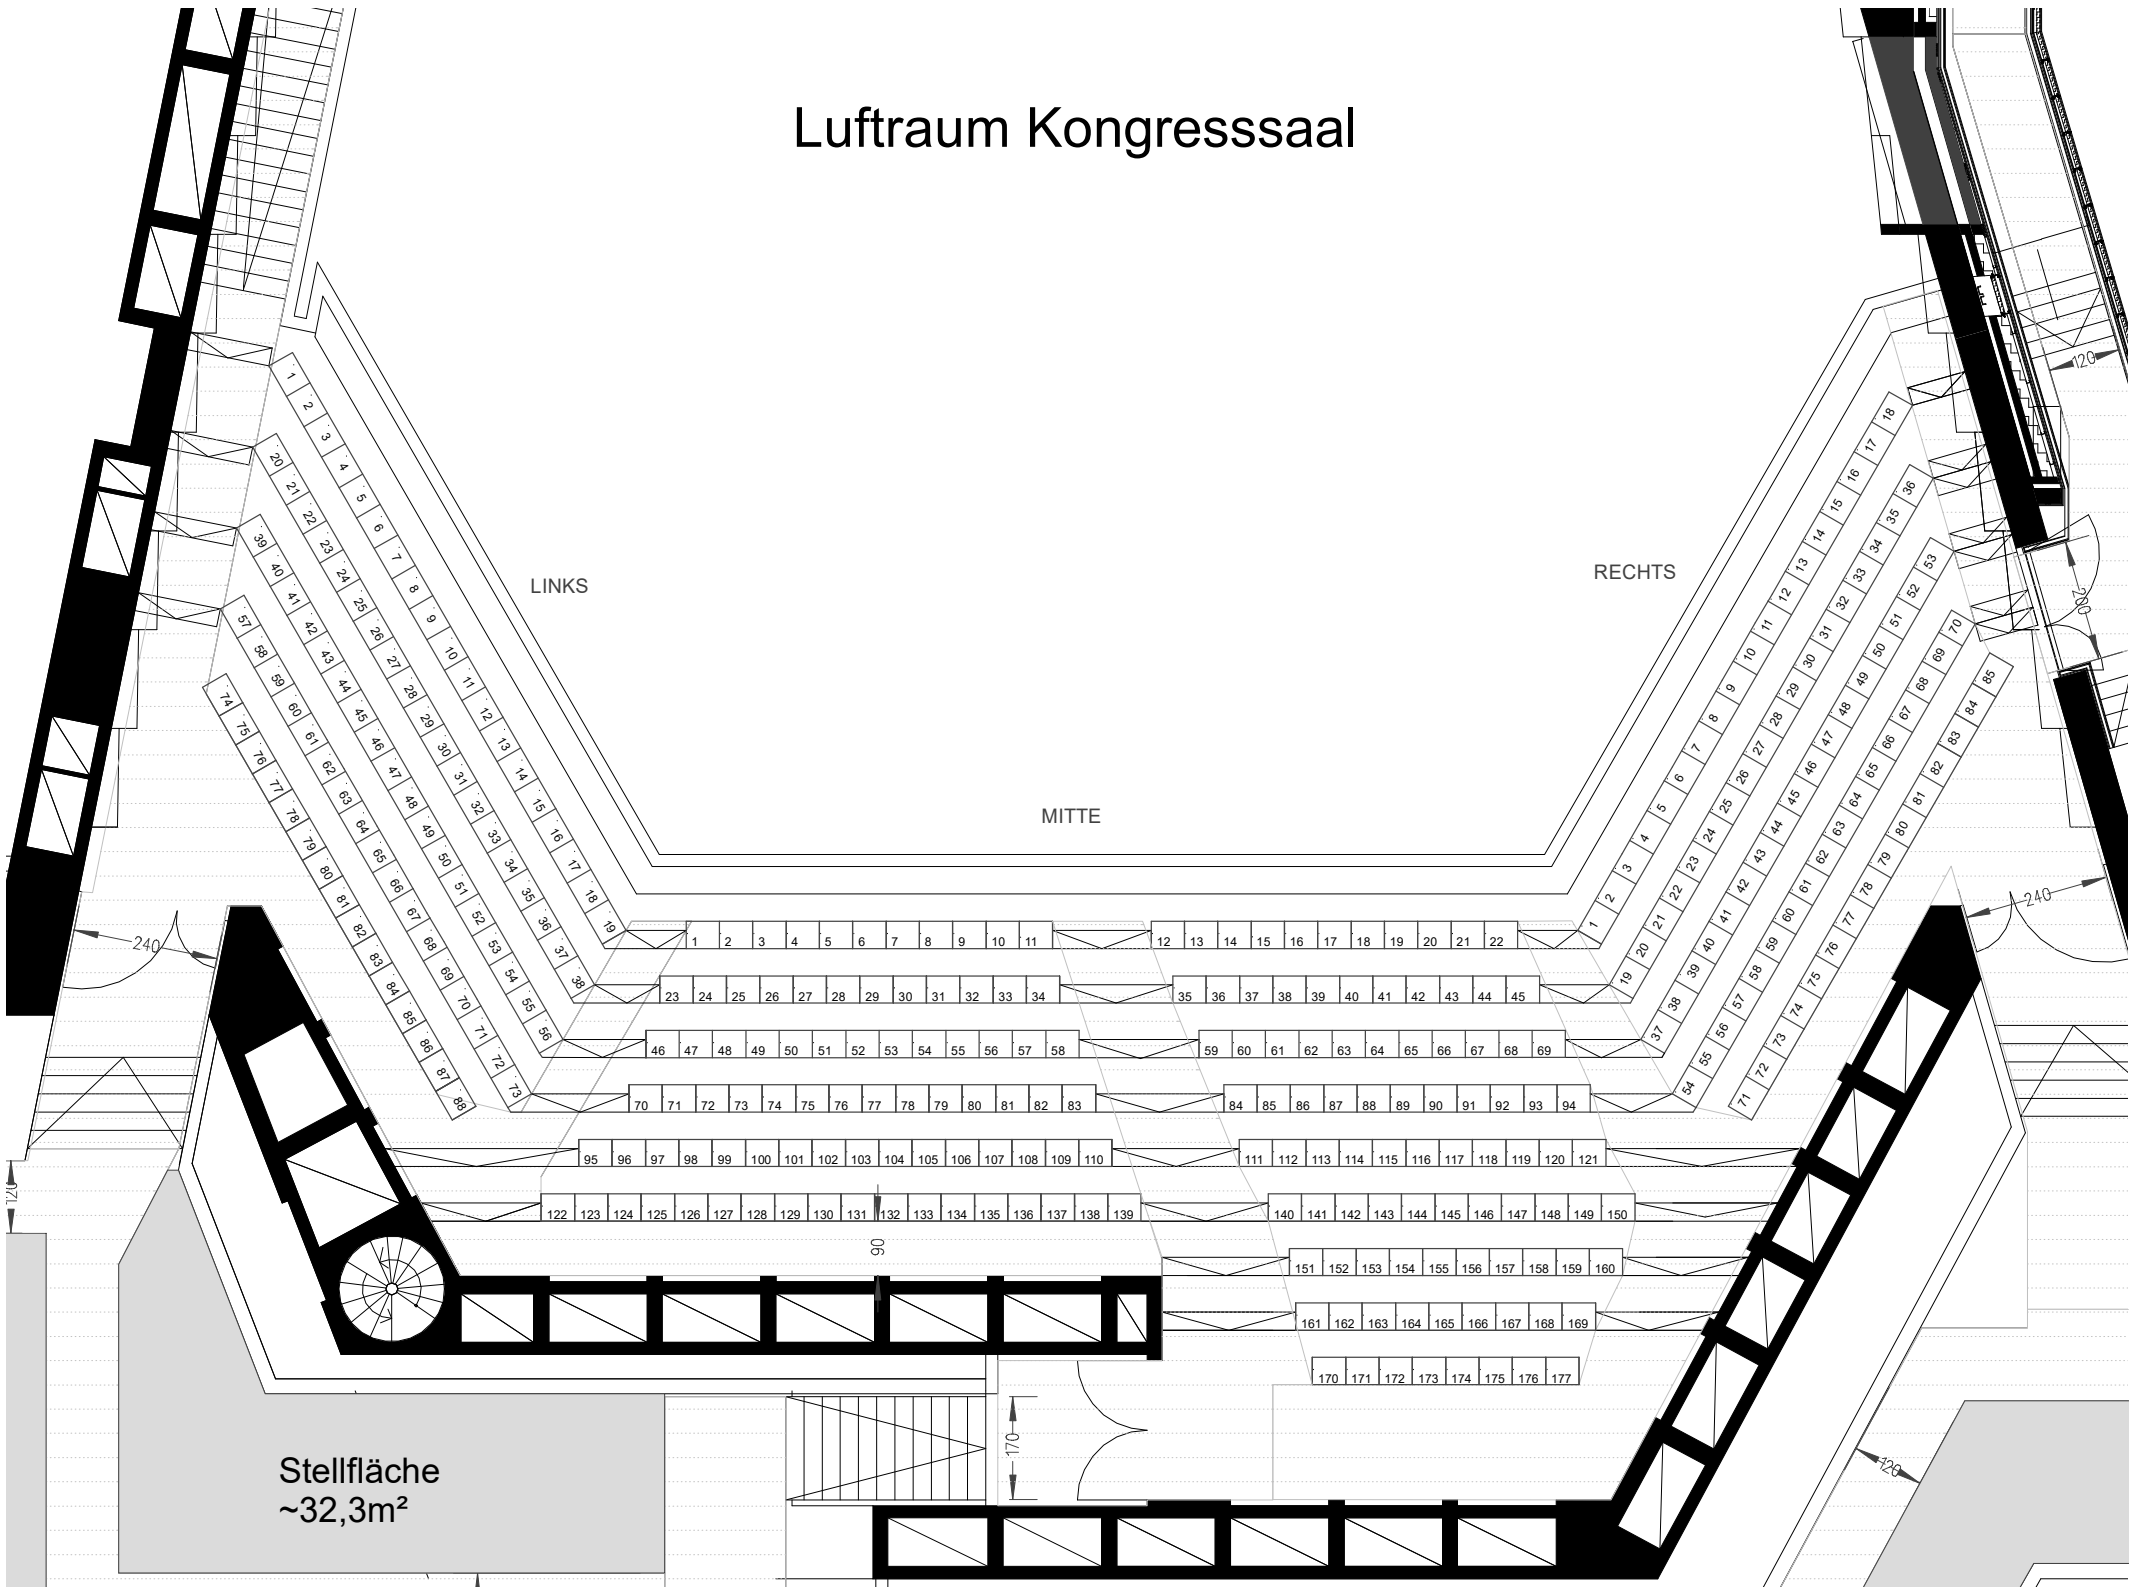 Luftraum Kongresssaal
LINKS
RECHTS
MITTE
1 2 3 4 5 6 7 8 9 10 11 12 13 14 15 16 17 18 19
20 21 22 23 24 25 26 27 28 29 30 31 32 33 34 35 36 37 38
39 40 41 42 43 44 45 46 47 48 49 50 51 52 53 54 55 56
57 58 59 60 61 62 63 64 65 66 67 68 69 70 71 72 73
74 75 76 77 78 79 80 81 82 83 84 85 86 87 88
1 2 3 4 5 6 7 8 9 10 11 12 13 14 15 16 17 18 19 20 21 22
23 24 25 26 27 28 29 30 31 32 33 34 35 36 37 38 39 40 41 42 43 44 45
46 47 48 49 50 51 52 53 54 55 56 57 58 59 60 61 62 63 64 65 66 67 68 69
70 71 72 73 74 75 76 77 78 79 80 81 82 83 84 85 86 87 88 89 90 91 92 93 94
95 96 97 98 99 100 101 102 103 104 105 106 107 108 109 110 111 112 113 114 115 116 117 118 119 120 121
122 123 124 125 126 127 128 129 130 131 132 133 134 135 136 137 138 139 140 141 142 143 144 145 146 147 148 149 150
151 152 153 154 155 156 157 158 159 160
161 162 163 164 165 166 167 168 169
170 171 172 173 174 175 176 177
1 2 3 4 5 6 7 8 9 10 11 12 13 14 15 16 17 18
19 20 21 22 23 24 25 26 27 28 29 30 31 32 33 34 35 36
37 38 39 40 41 42 43 44 45 46 47 48 49 50 51 52 53
54 55 56 57 58 59 60 61 62 63 64 65 66 67 68 69 70
71 72 73 74 75 76 77 78 79 80 81 82 83 84 85
120
200
240
240
120
90
170
120
Stellfläche
~32,3m²